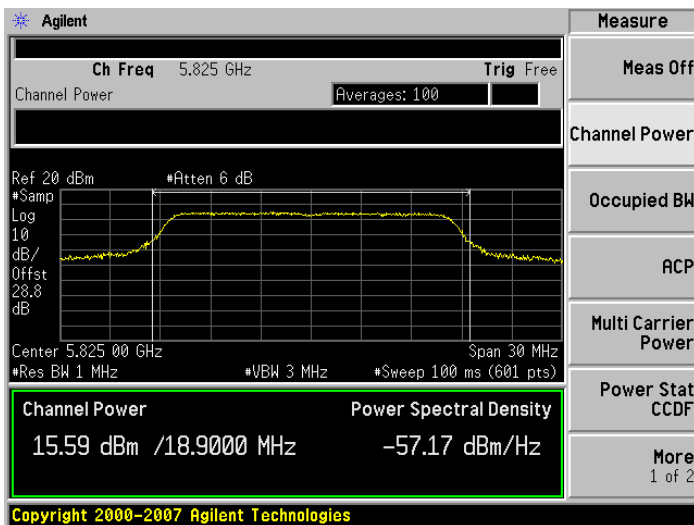 Agilent
Measure
Ch Freq 5.825 GHz Trig Free
Channel Power Averages: 100
Ref 20 dBm #Atten 6 dB
#Samp
Log
10
dB/
Offst
28.8
dB
Center 5.825 00 GHz Span 30 MHz
#Res BW 1 MHz #VBW 3 MHz #Sweep 100 ms (601 pts)
Channel Power Power Spectral Density
15.59 dBm /18.9000 MHz -57.17 dBm/Hz
Copyright 2000-2007 Agilent Technologies
Meas Off
Channel Power
Occupied BW
ACP
Multi Carrier
Power
Power Stat
CCDF
More
1 of 2